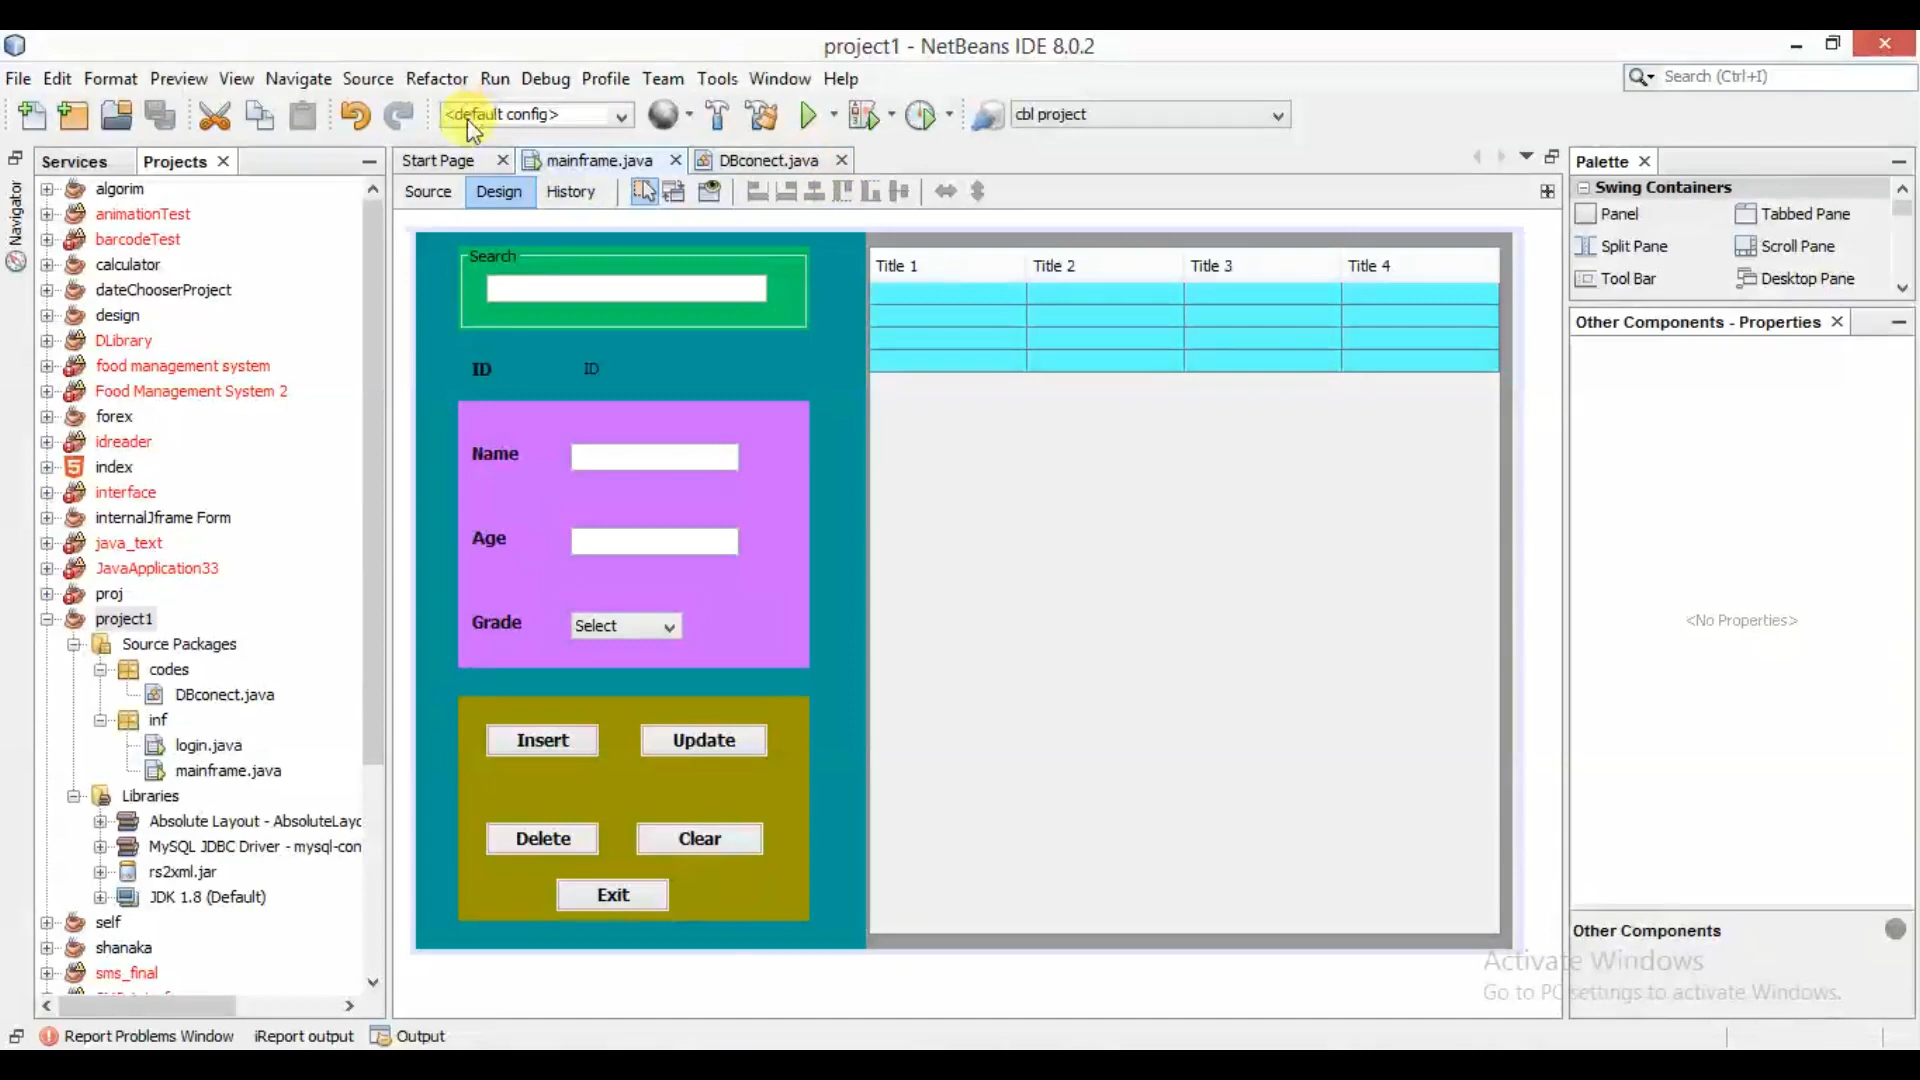 project1 - NetBeans IDE 8.0.2
File Edit Format Preview View Navigate Source Refactor Run Debug Profile Team Tools Window Help
Search (Ctrl+I)
<default config>
cbl project
Services Projects
Start Page mainframe.java DBconect.java
Palette
Source Design History
Navigator
algorim
animationTest
barcodeTest
calculator
dateChooserProject
design
DLibrary
food management system
Food Management System 2
forex
idreader
index
interface
internalJframe Form
java_text
JavaApplication33
proj
project1
Source Packages
codes
DBconect.java
inf
login.java
mainframe.java
Libraries
Absolute Layout - AbsoluteLayo
MySQL JDBC Driver - mysql-con
rs2xml.jar
JDK 1.8 (Default)
self
shanaka
sms_final
Search
ID ID
Name
Age
Grade Select
Insert Update
Delete Clear
Exit
Title 1 Title 2 Title 3 Title 4
Swing Containers
Panel Tabbed Pane
Split Pane Scroll Pane
Tool Bar Desktop Pane
Other Components - Properties
<No Properties>
Other Components
Activate Windows
Go to PC settings to activate Windows.
Report Problems Window iReport output Output